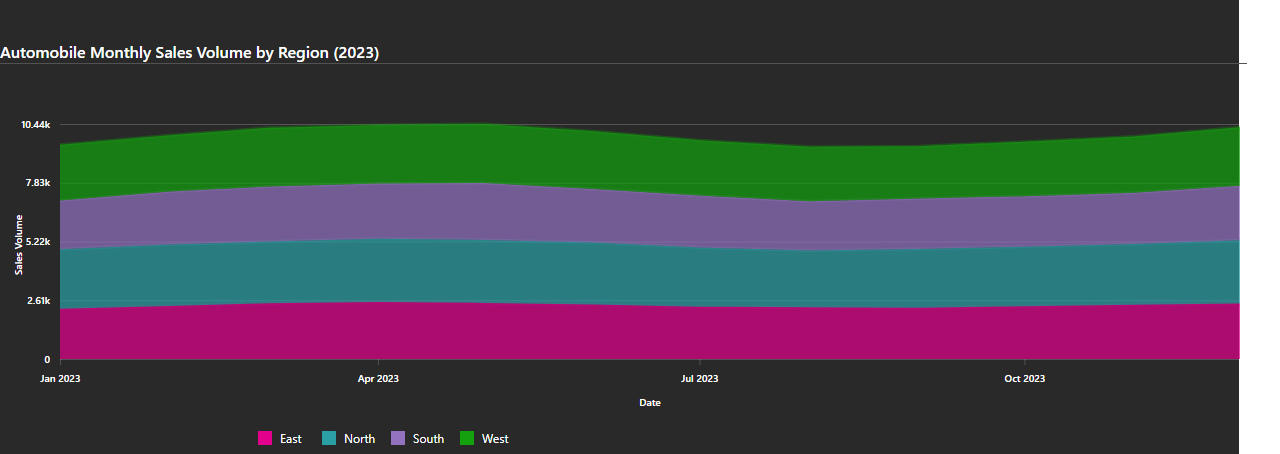 Automobile Monthly Sales Volume by Region (2023)
10.44k
7.83k
5.22k
2.61k
0
Sales Volume
Jan 2023 Apr 2023 Jul 2023 Oct 2023
Date
East North South West